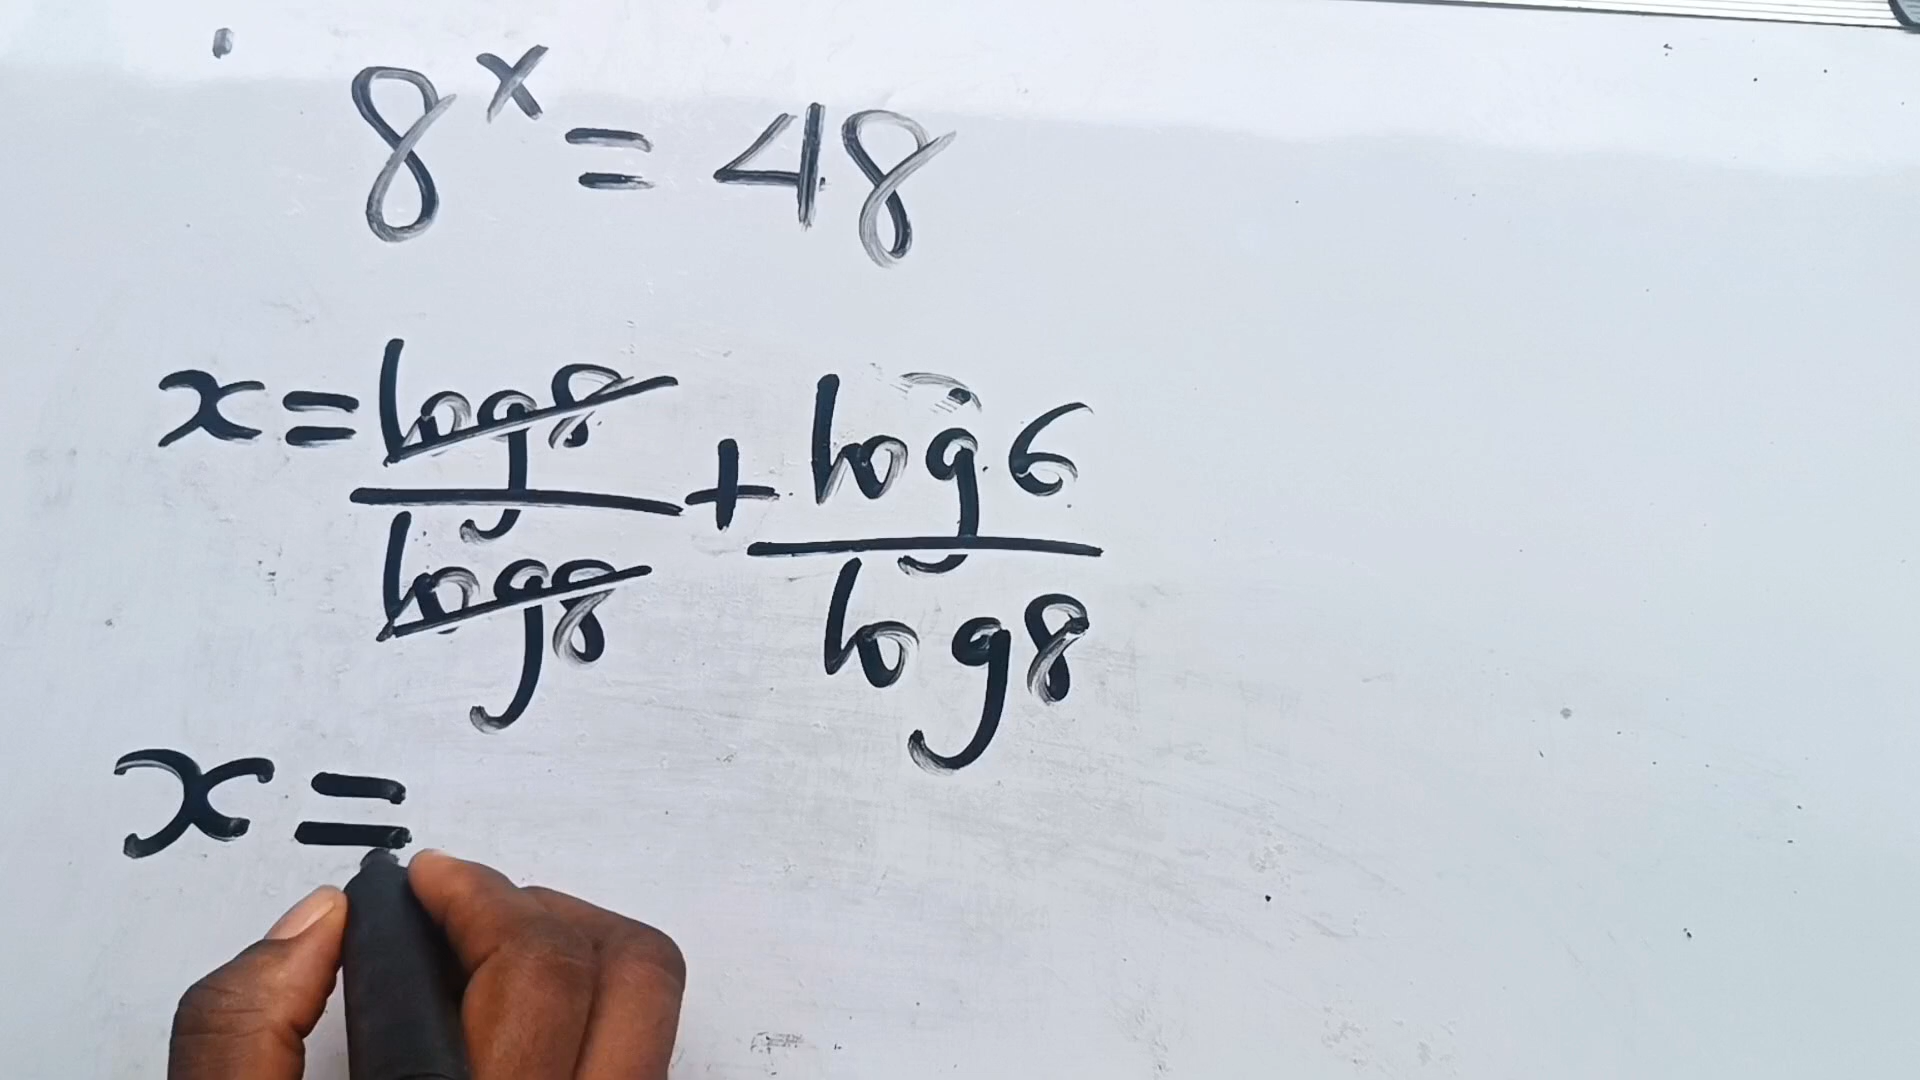 8^x = 48
x = log8/log8 + log6/log8
x =